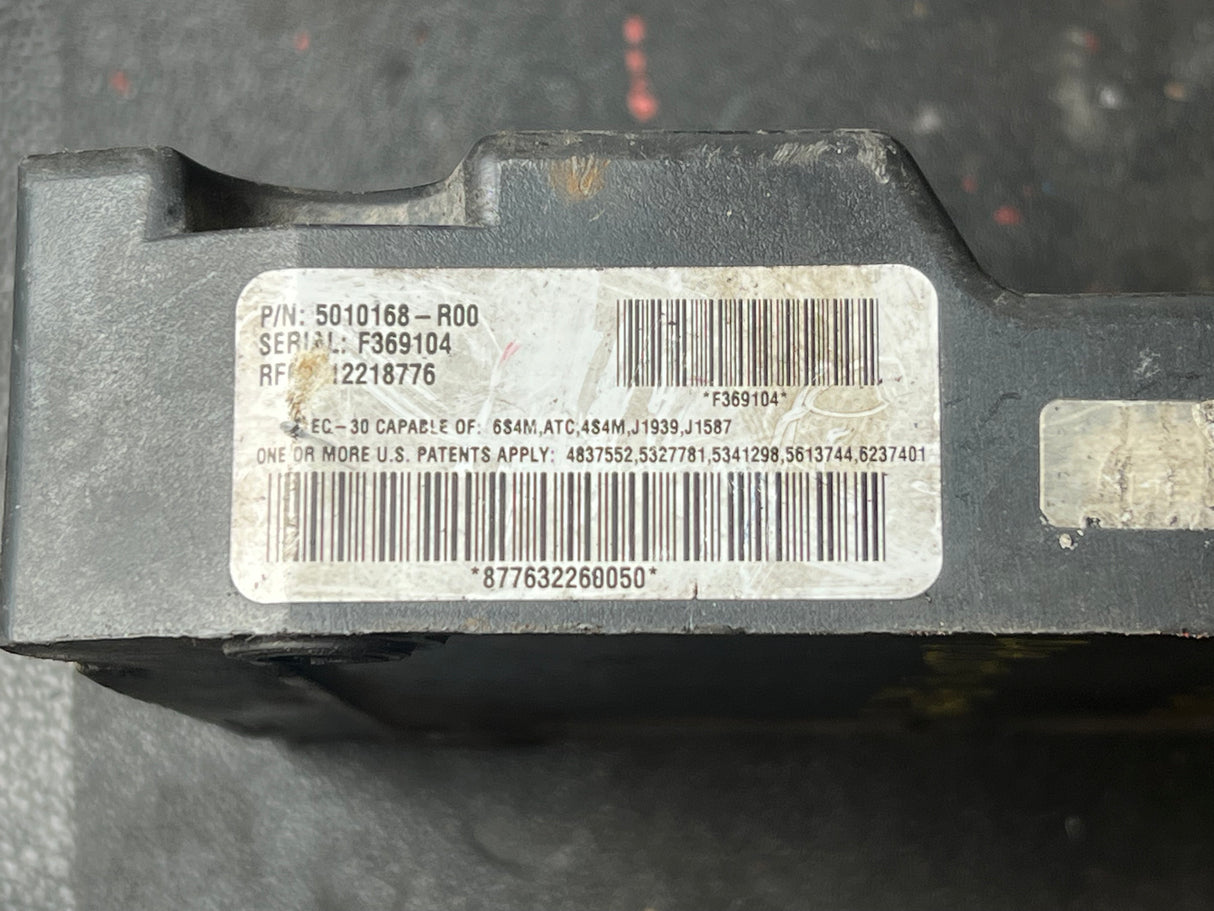 P/N: 5010168-R00
SERIAL: F369104
12218776
*F369104*
EC-30 CAPABLE OF: 6S4M,ATC,4S4M,J1939,J1587
ONE OR MORE U.S. PATENTS APPLY: 4837552,5327781,5341298,5613744,6237401
*877632260050*